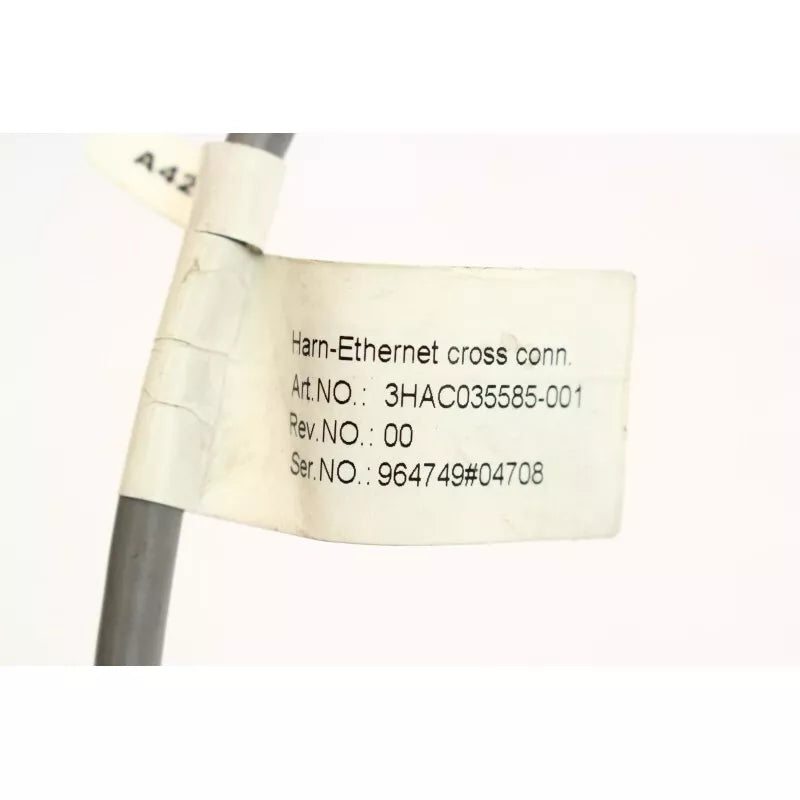 A42
Harn-Ethernet cross conn.
Art.NO.: 3HAC035585-001
Rev.NO.: 00
Ser.NO.: 964749#04708